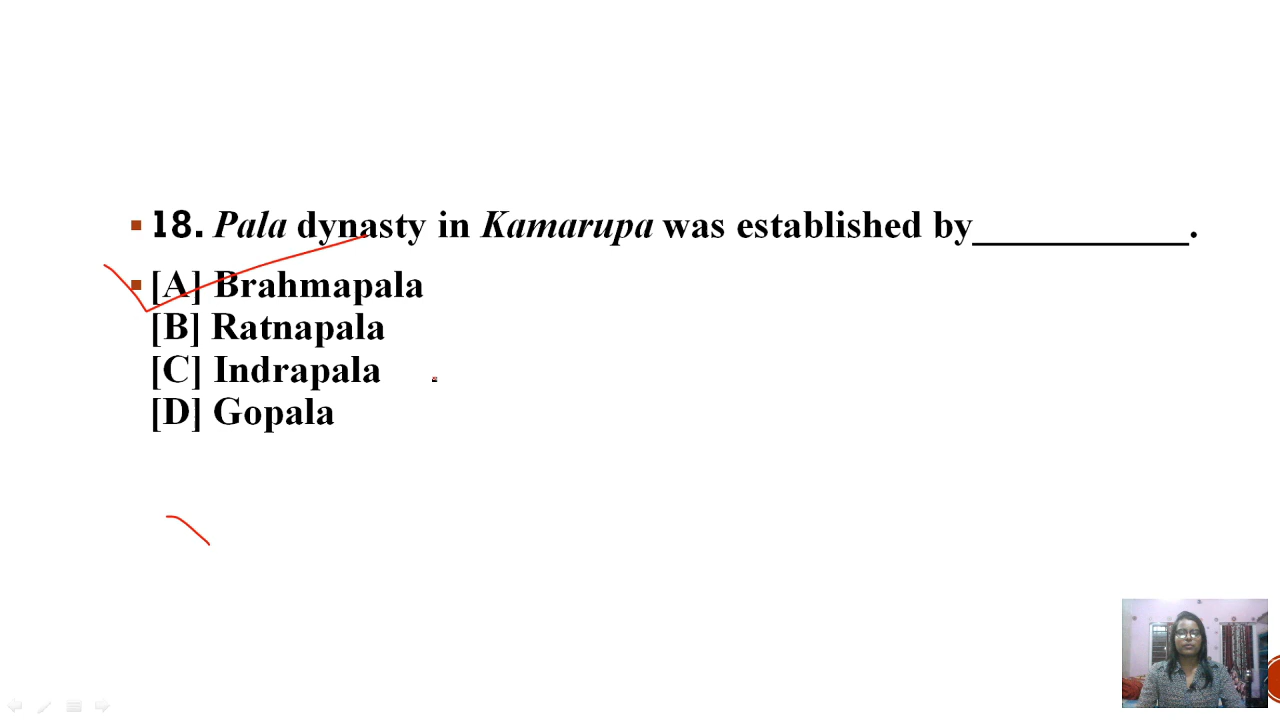 18. Pala dynasty in Kamarupa was established by___________.
[A] Brahmapala
[B] Ratnapala
[C] Indrapala
[D] Gopala